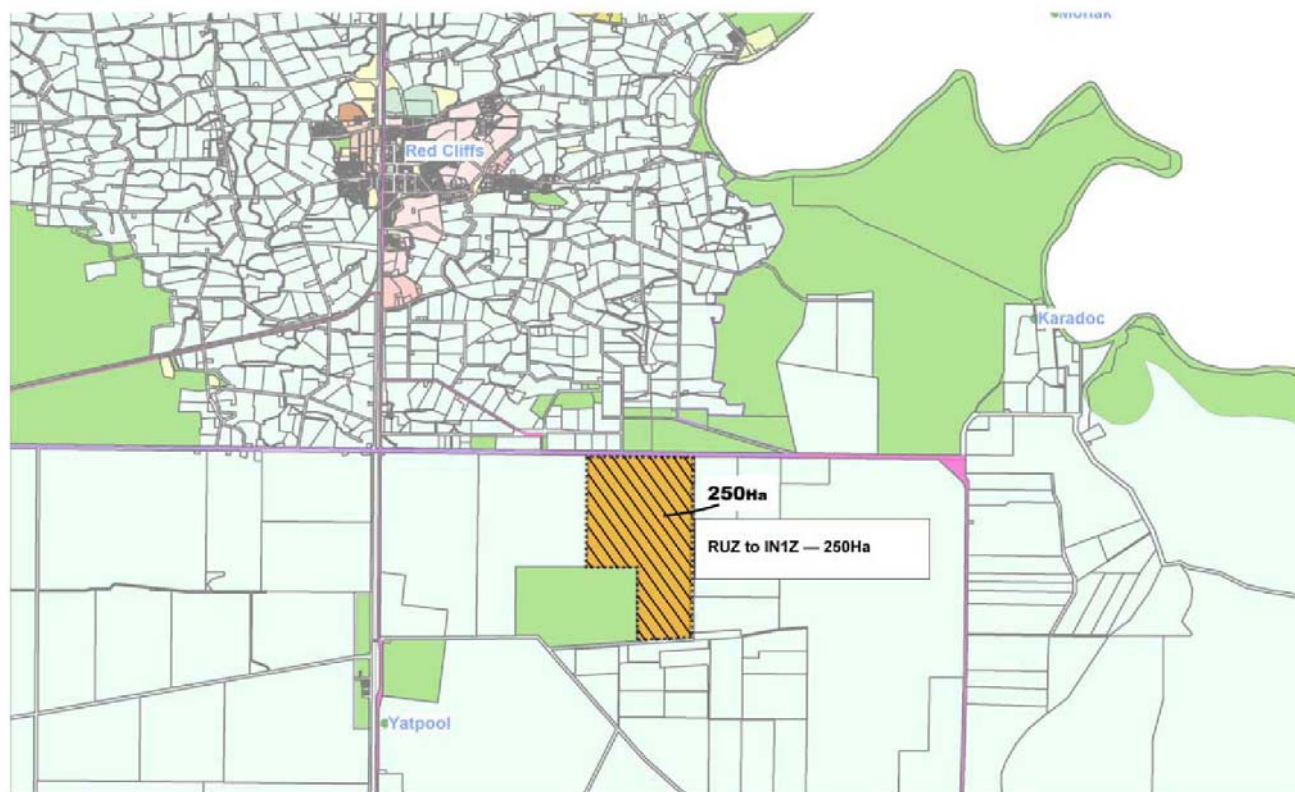 Red Cliffs
Karadoc
250Ha
RUZ to IN1Z — 250Ha
Yatpool